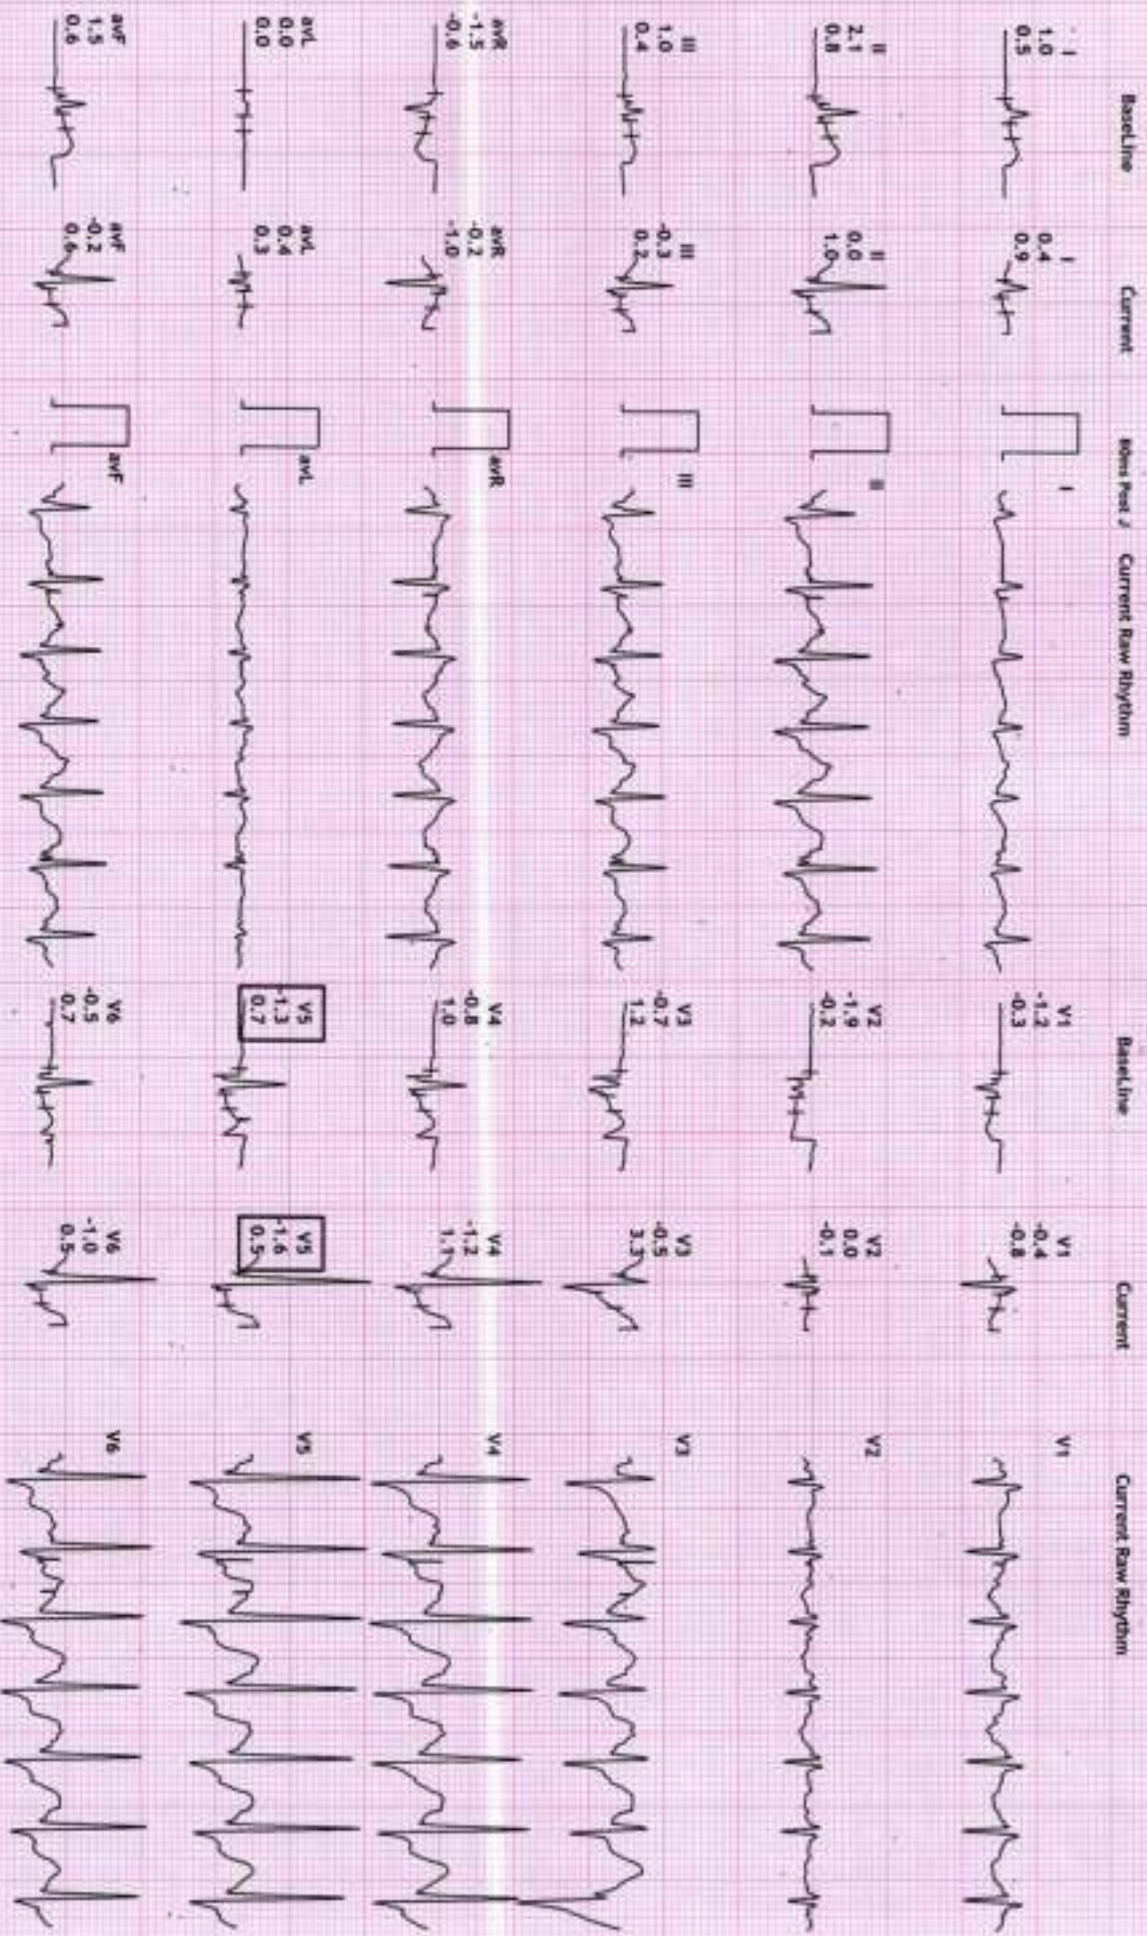 BaseLine Current 80ms Post J Current Raw Rhythm BaseLine Current Current Raw Rhythm
I I I V1 V1 V1
1.0 0.4 -1.2 -0.4
0.5 0.9 -0.3 -0.8
II II II V2 V2 V2
2.1 0.0 -1.9 0.0
0.8 1.0 -0.2 -0.1
III III III V3 V3 V3
1.0 -0.3 -0.7 -0.5
0.4 0.2 1.2 3.3
avR avR avR V4 V4 V4
-1.5 -0.2 -0.8 -1.2
-0.6 -1.0 1.0 1.1
avL avL avL V5 V5 V5
0.0 0.4 -1.3 -1.6
0.0 0.3 0.7 0.5
avF avF avF V6 V6 V6
1.5 -0.2 -0.5 -1.0
0.6 0.6 0.7 0.5